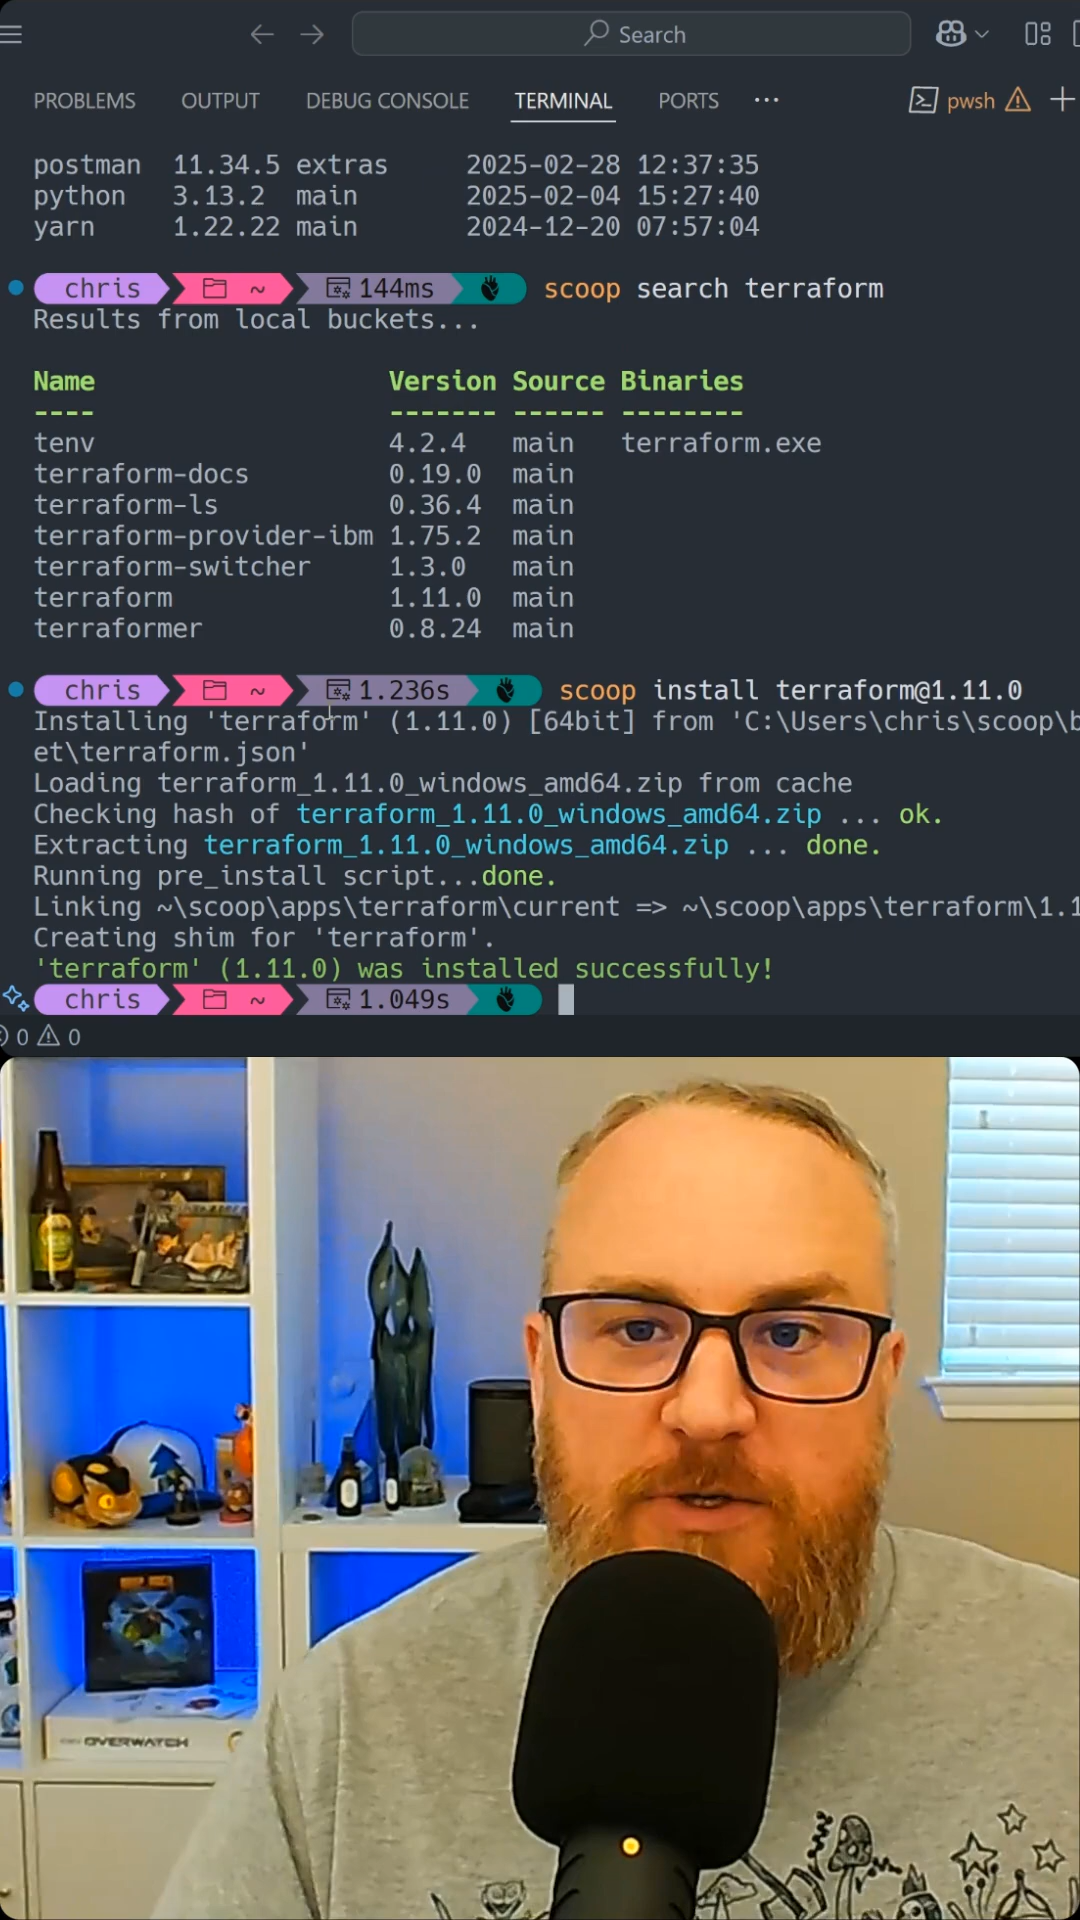 Search
PROBLEMS OUTPUT DEBUG CONSOLE TERMINAL PORTS ··· pwsh
postman 11.34.5 extras 2025-02-28 12:37:35
python 3.13.2 main 2025-02-04 15:27:40
yarn 1.22.22 main 2024-12-20 07:57:04
chris ~ 144ms scoop search terraform
Results from local buckets...
Name Version Source Binaries
---- ------- ------ --------
tenv 4.2.4 main terraform.exe
terraform-docs 0.19.0 main
terraform-ls 0.36.4 main
terraform-provider-ibm 1.75.2 main
terraform-switcher 1.3.0 main
terraform 1.11.0 main
terraformer 0.8.24 main
chris ~ 1.236s scoop install terraform@1.11.0
Installing 'terraform' (1.11.0) [64bit] from 'C:\Users\chris\scoop\b
et\terraform.json'
Loading terraform_1.11.0_windows_amd64.zip from cache
Checking hash of terraform_1.11.0_windows_amd64.zip ... ok.
Extracting terraform_1.11.0_windows_amd64.zip ... done.
Running pre_install script...done.
Linking ~\scoop\apps\terraform\current => ~\scoop\apps\terraform\1.1
Creating shim for 'terraform'.
'terraform' (1.11.0) was installed successfully!
chris ~ 1.049s
0 0
OVERWATCH